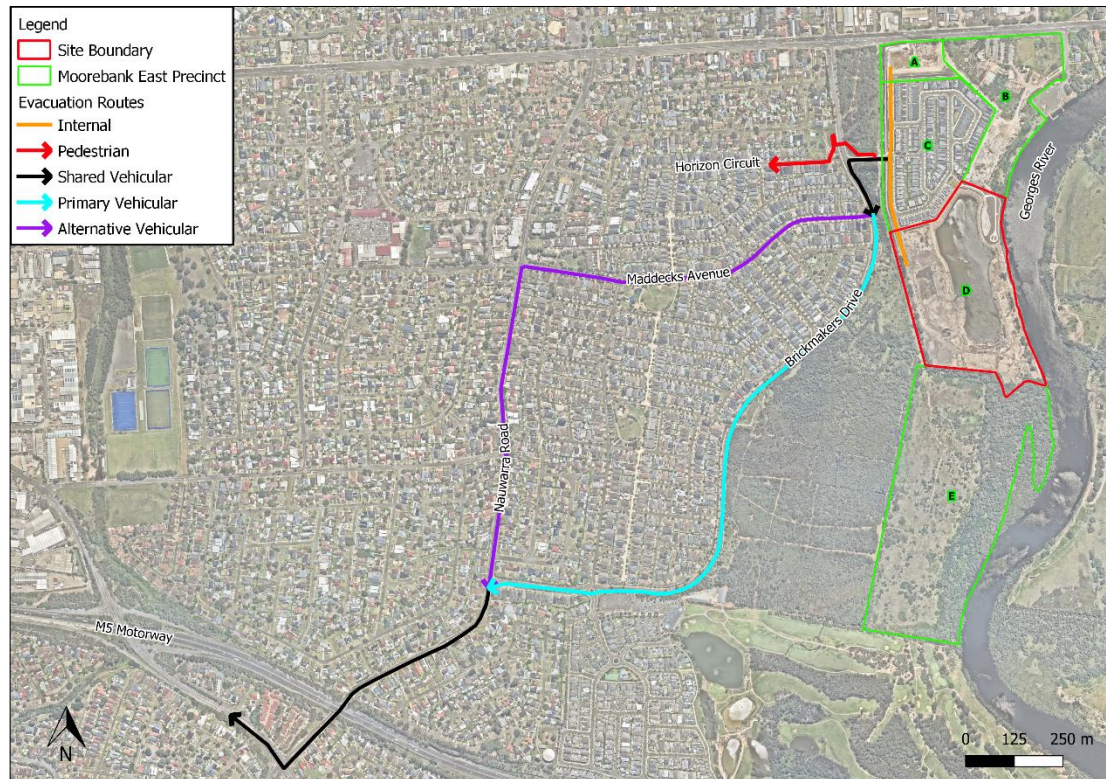 Legend
Site Boundary
Moorebank East Precinct
Evacuation Routes
Internal
Pedestrian
Shared Vehicular
Primary Vehicular
Alternative Vehicular
A
B
C
Horizon Circuit
Georges River
Maddecks Avenue
D
Brickmakers Drive
Nauwarra Road
E
M5 Motorway
N
0 125 250 m